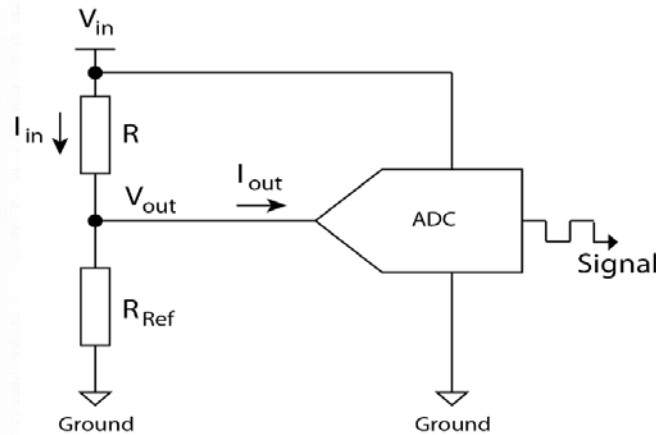 Vin
Iin
R
Vout
Iout
ADC
Signal
RRef
Ground
Ground